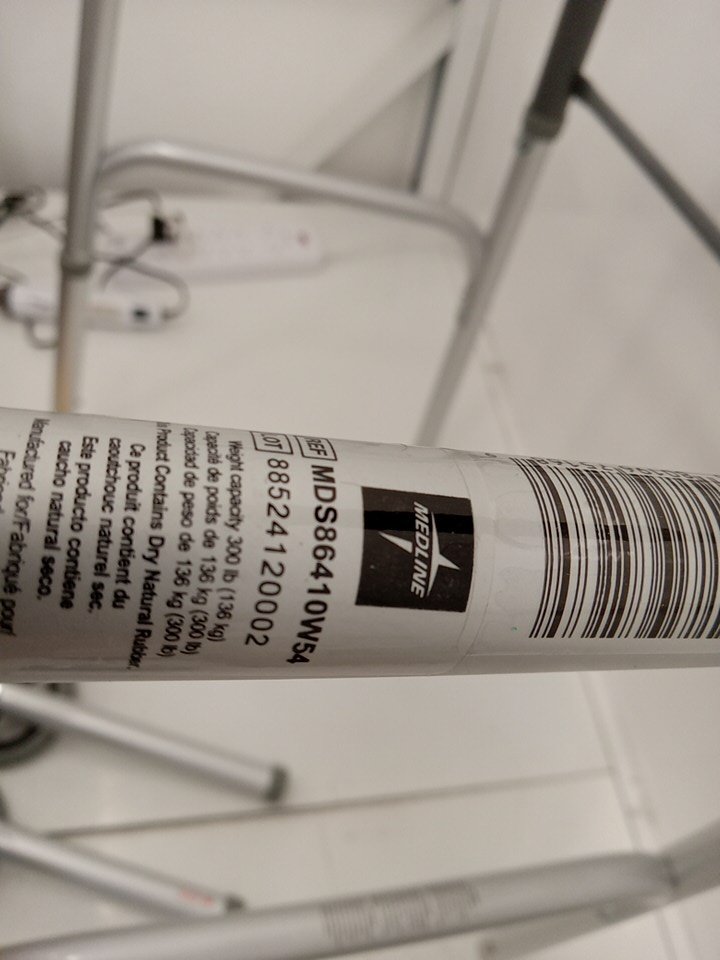 MEDLINE
REF MDS86410W54
LOT 88524120002
Weight capacity 300 lb (136 kg)
Capacité de poids de 136 kg (300 lb)
Capacidad de peso de 136 kg (300 lb)
Product Contains Dry Natural Rubber.
Ce produit contient du
caoutchouc naturel sec.
Este producto contiene
caucho natural seco.
Manufactured for/Fabriqué pour/